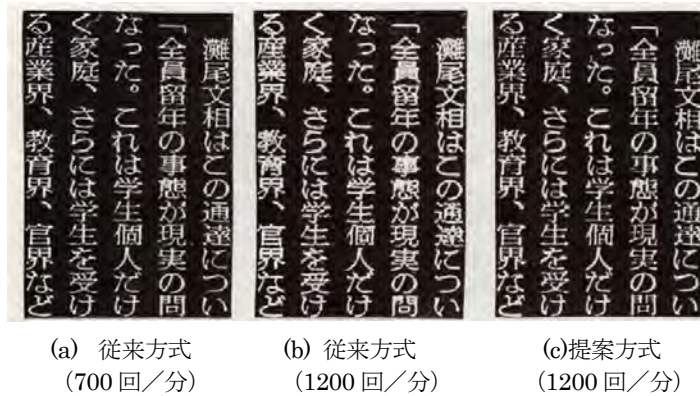 灘尾文相はこの通達につい
「全員留年の事態が現実の問
なった。これは学生個人だけ
く家庭、さらには学生を受け
る産業界、教育界、官界など
(a) 従来方式
（700 回／分）
灘尾文相はこの通達につい
「全員留年の事態が現実の問
なった。これは学生個人だけ
く家庭、さらには学生を受け
る産業界、教育界、官界など
(b) 従来方式
（1200 回／分）
灘尾文相はこの通達につい
「全員留年の事態が現実の問
なった。これは学生個人だけ
く家庭、さらには学生を受け
る産業界、教育界、官界など
(c)提案方式
（1200 回／分）